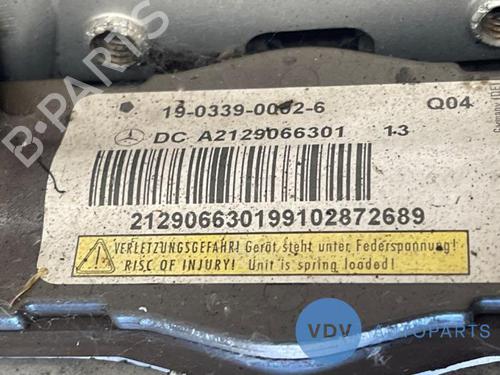 19-0339-0002-6 Q04
DC A2129066301 13
212906630199102872689
VERLETZUNGSGEFAHR! Gerät steht unter Federspannung!
RISC OF INJURY! Unit is spring loaded!
B-PARTS
VDV AUTOPARTS